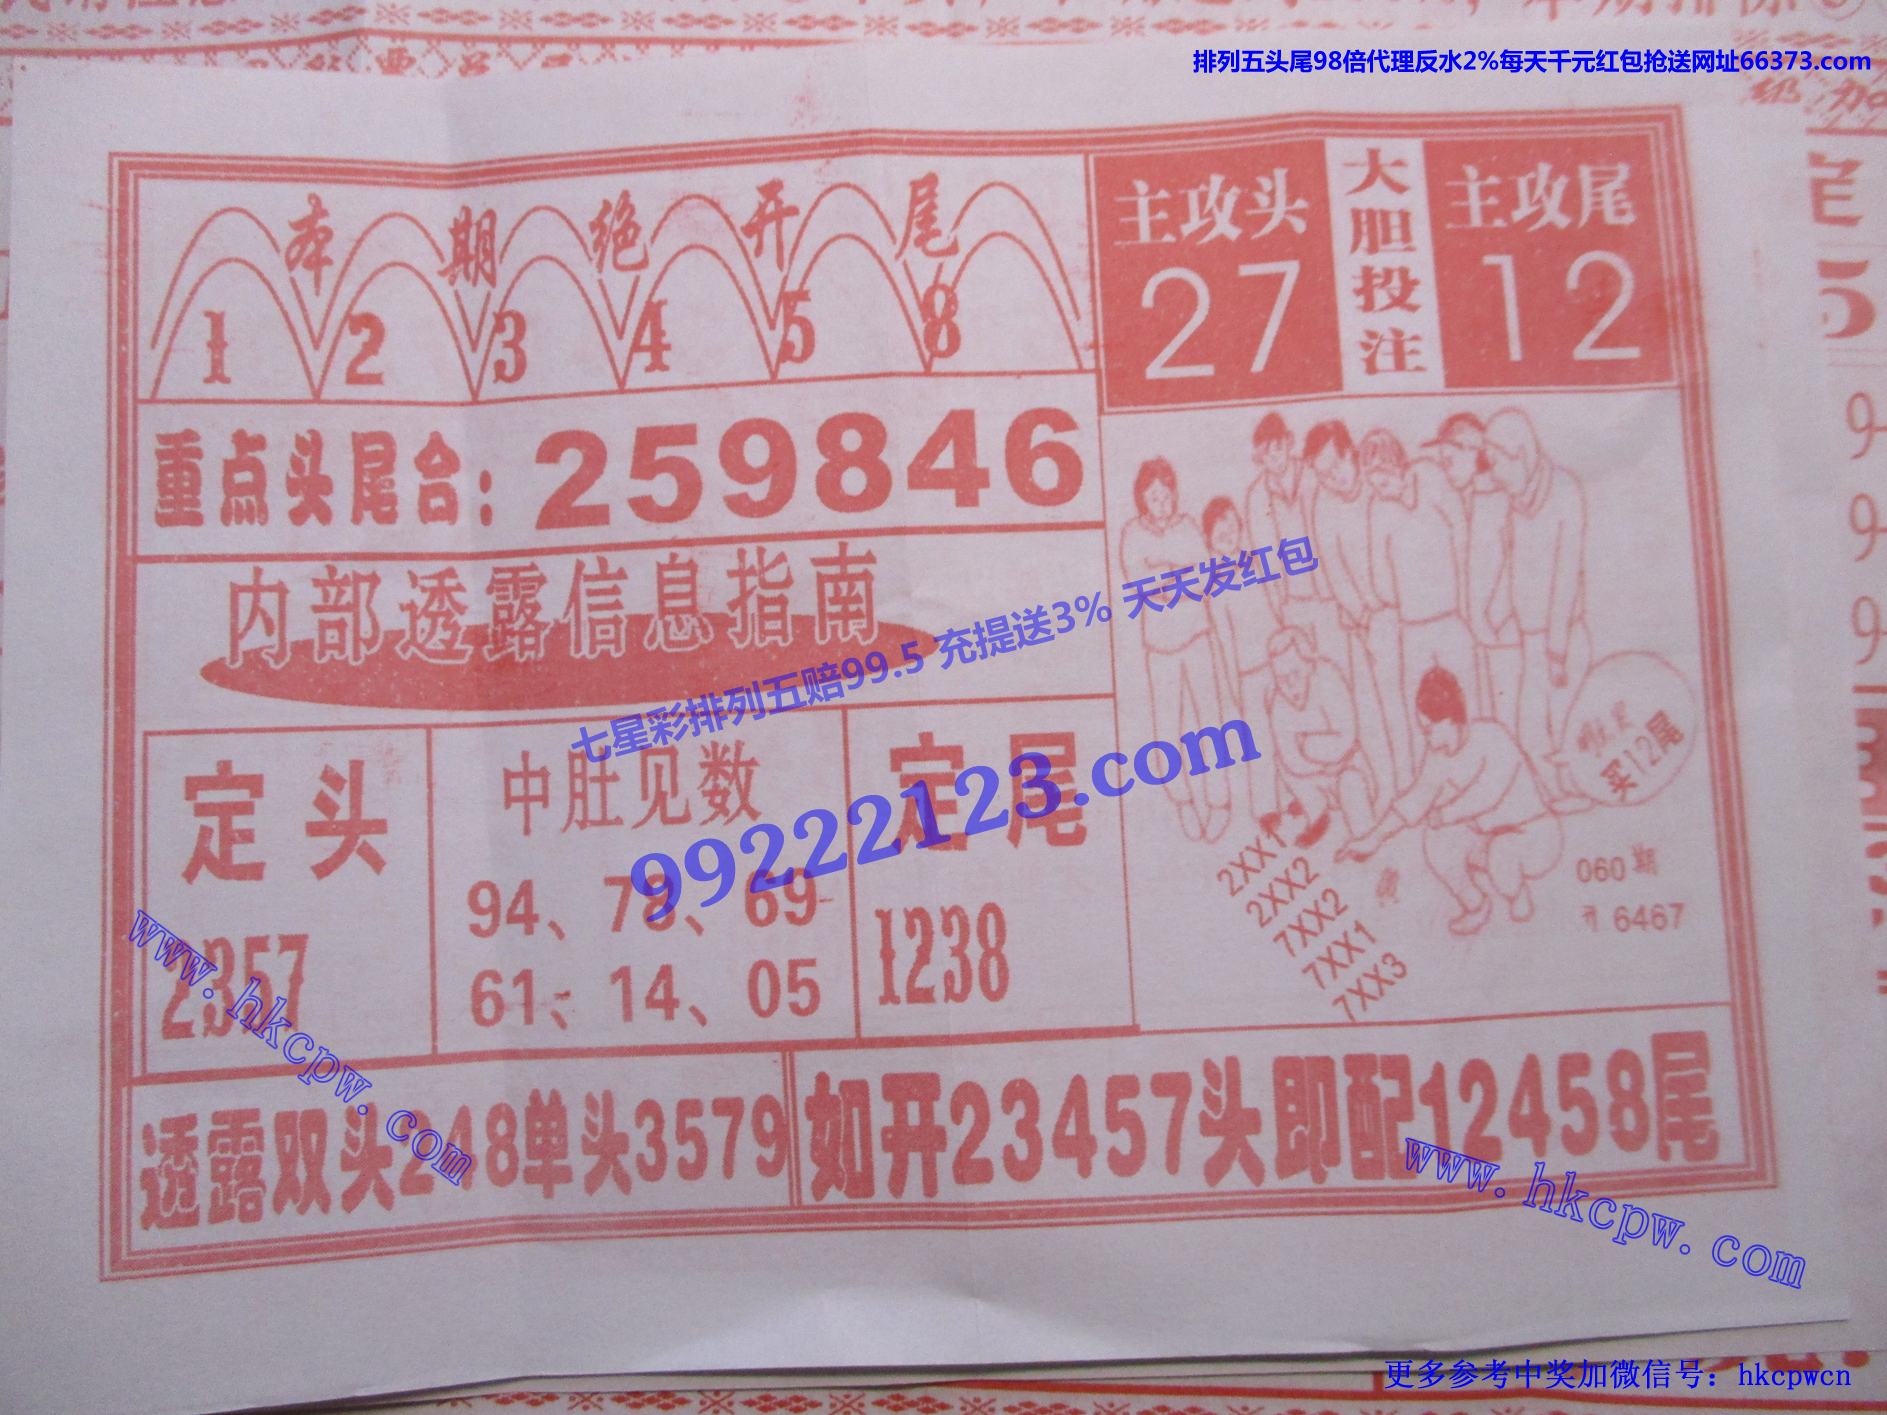 排列五头尾98倍代理反水2%每天千元红包抢送网址66373.com
本期绝开尾
1 2 3 4 5 8
主攻头
27
大胆投注
主攻尾
12
重点头尾合:259846
内部透露信息指南
七星彩排列五赔99.5 充提送3% 天天发红包
99222123.com
定头
2357
中肚见数
94、78、69
61、14、05
定尾
1238
买12尾
2XX1
2XX2
7XX2
7XX1
7XX3
060期
开6467
透露双头248单头3579
如开23457头即配12458尾
www.hkcpw.com
www.hkcpw.com
更多参考中奖加微信号：hkcpwcn